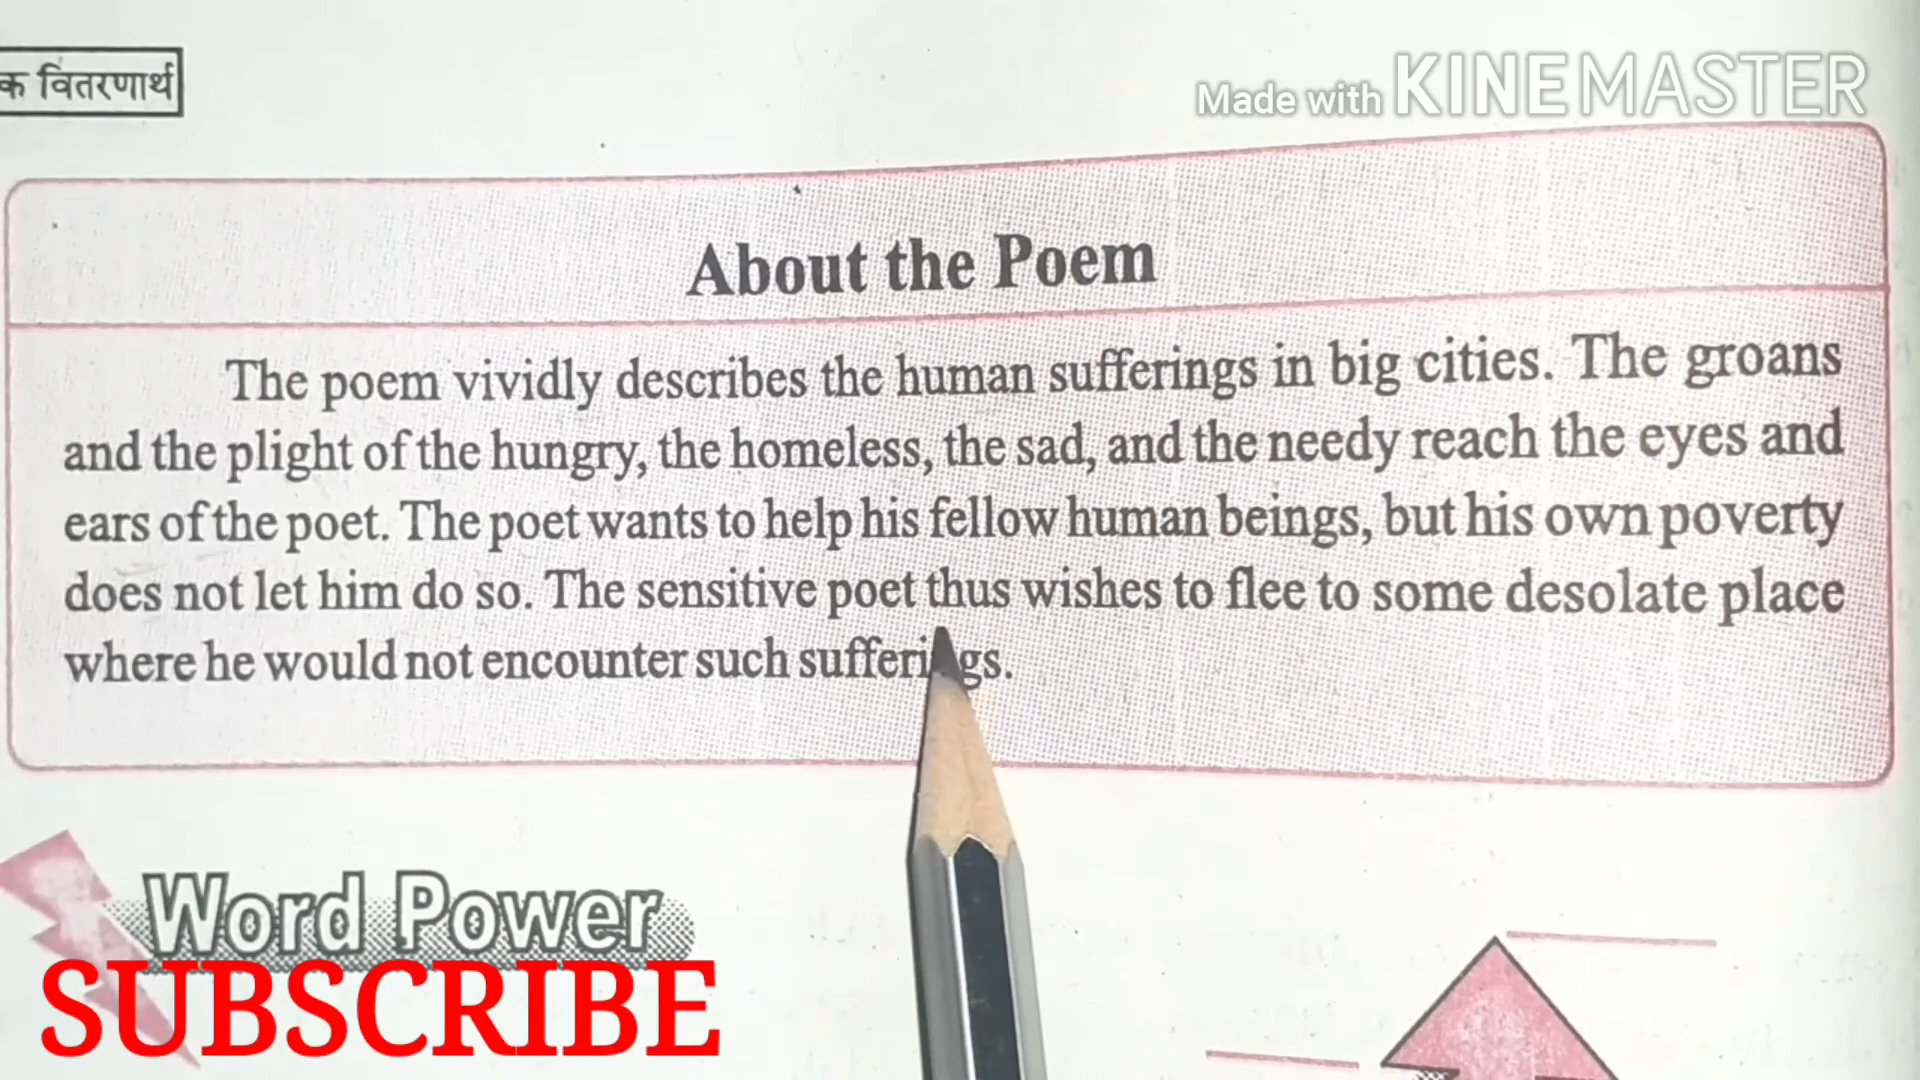 क वितरणार्थ
Made with KINEMASTER
About the Poem
The poem vividly describes the human sufferings in big cities. The groans
and the plight of the hungry, the homeless, the sad, and the needy reach the eyes and
ears of the poet. The poet wants to help his fellow human beings, but his own poverty
does not let him do so. The sensitive poet thus wishes to flee to some desolate place
where he would not encounter such sufferings.
Word Power
SUBSCRIBE